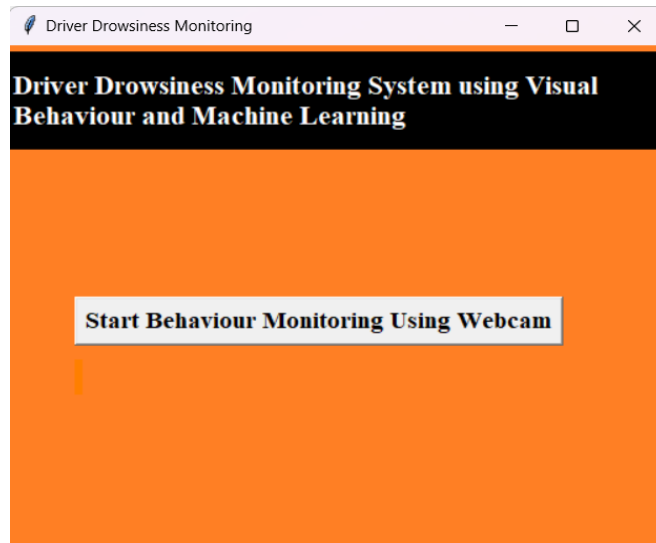 Driver Drowsiness Monitoring
Driver Drowsiness Monitoring System using Visual
Behaviour and Machine Learning
Start Behaviour Monitoring Using Webcam